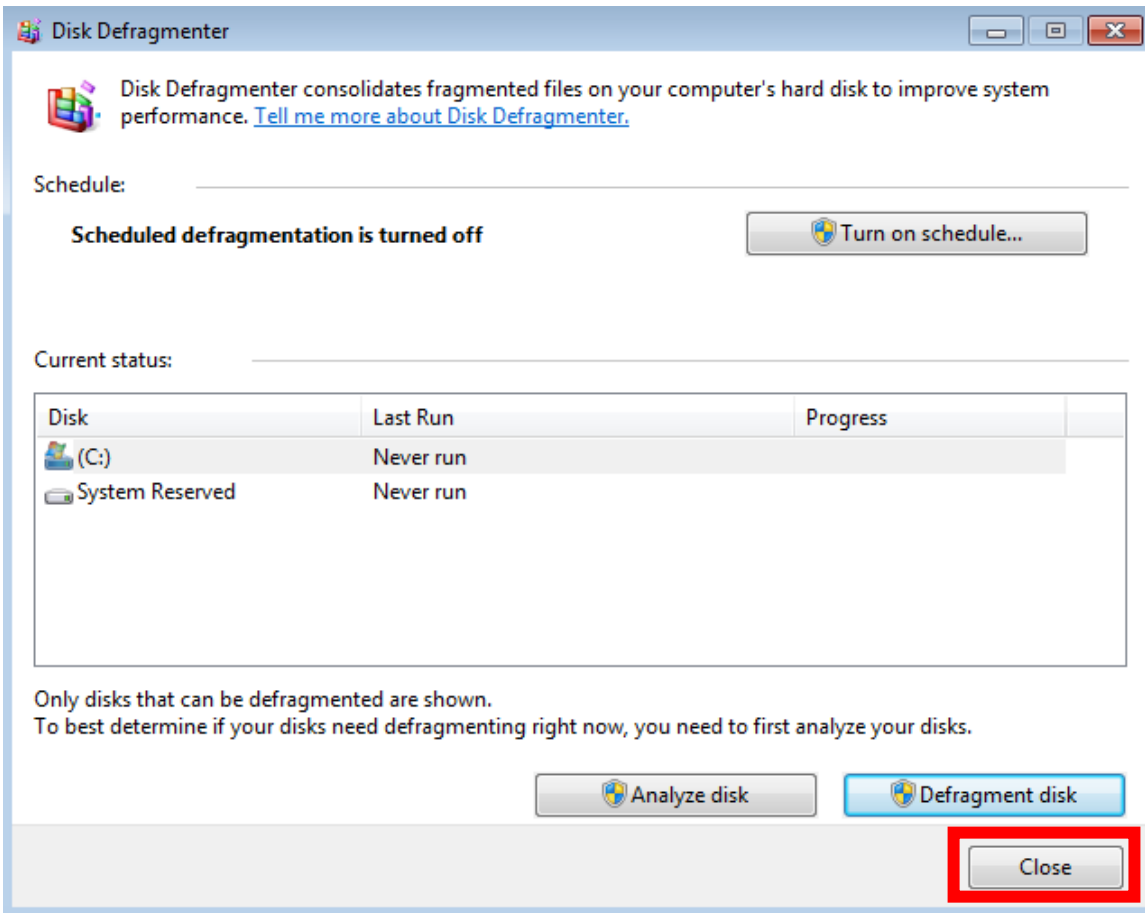 Disk Defragmenter
Disk Defragmenter consolidates fragmented files on your computer's hard disk to improve system
performance. Tell me more about Disk Defragmenter.
Schedule:
Scheduled defragmentation is turned off
Turn on schedule...
Current status:
Disk Last Run Progress
(C:) Never run
System Reserved Never run
Only disks that can be defragmented are shown.
To best determine if your disks need defragmenting right now, you need to first analyze your disks.
Analyze disk Defragment disk
Close